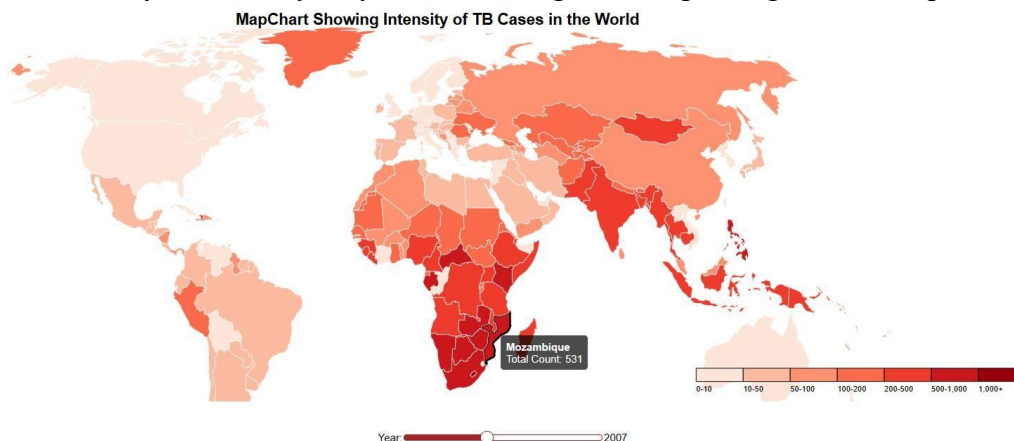 MapChart Showing Intensity of TB Cases in the World
Mozambique
Total Count: 531
0-10 10-50 50-100 100-200 200-500 500-1,000 1,000+
Year: 2007